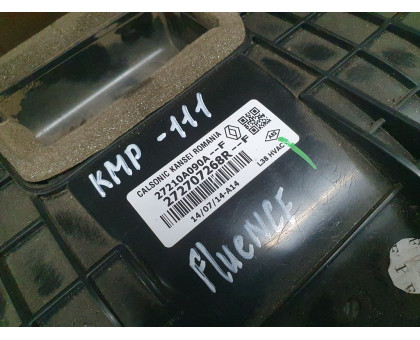 KMP -111
CALSONIC KANSEI ROMANIA
27210A090A--F
272707268R--F
14/07/14-A14
L38 HVAC
FLUENCE